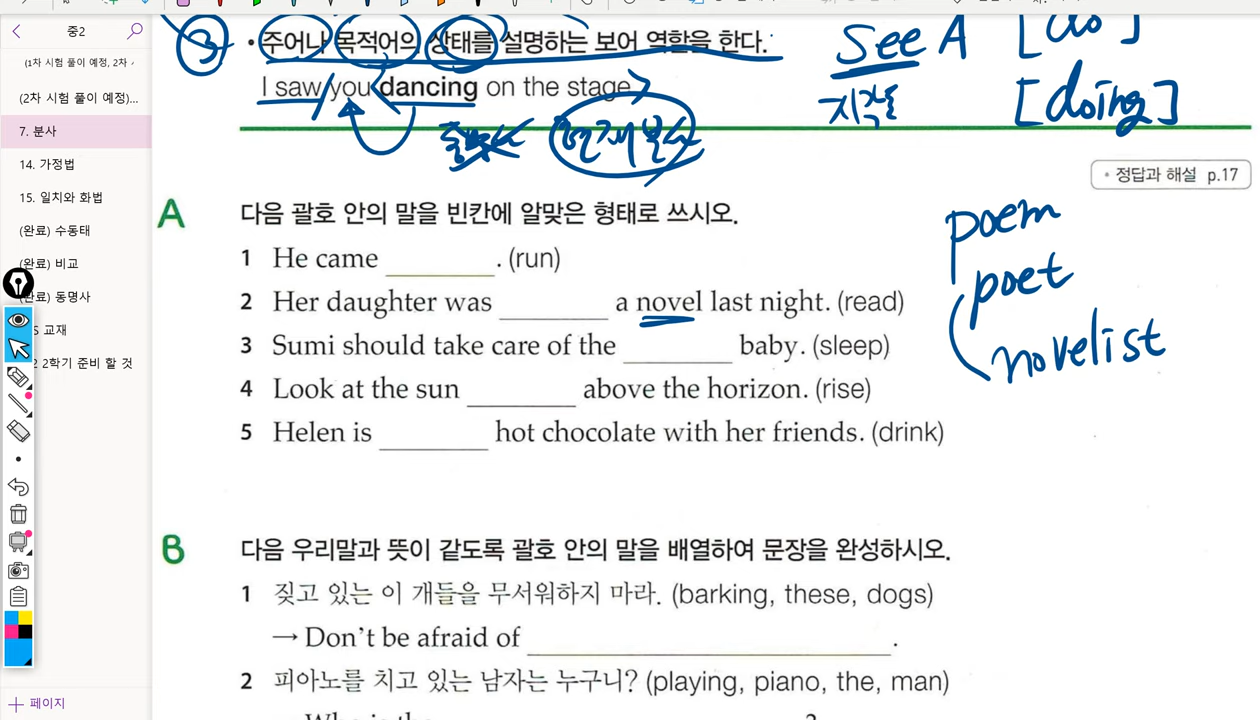 중2
(1차 시험 풀이 예정, 2차 ㅅ
(2차 시험 풀이 예정)...
7. 분사
14. 가정법
15. 일치와 화법
(완료) 수동태
(완료) 비교
료) 동명사
S 교재
2 2학기 준비 할 것
페이지
③ • 주어나 목적어의 상태를 설명하는 보어 역할을 한다.
I saw you dancing on the stage.
현재분사
See A [do]
지각동
[doing]
• 정답과 해설 p.17
A 다음 괄호 안의 말을 빈칸에 알맞은 형태로 쓰시오.
1 He came ________. (run)
2 Her daughter was ________ a novel last night. (read)
3 Sumi should take care of the ________ baby. (sleep)
4 Look at the sun ________ above the horizon. (rise)
5 Helen is ________ hot chocolate with her friends. (drink)
poem
poet
novelist
B 다음 우리말과 뜻이 같도록 괄호 안의 말을 배열하여 문장을 완성하시오.
1 짖고 있는 이 개들을 무서워하지 마라. (barking, these, dogs)
→ Don't be afraid of ________________________.
2 피아노를 치고 있는 남자는 누구니? (playing, piano, the, man)
Who is the ________________________?